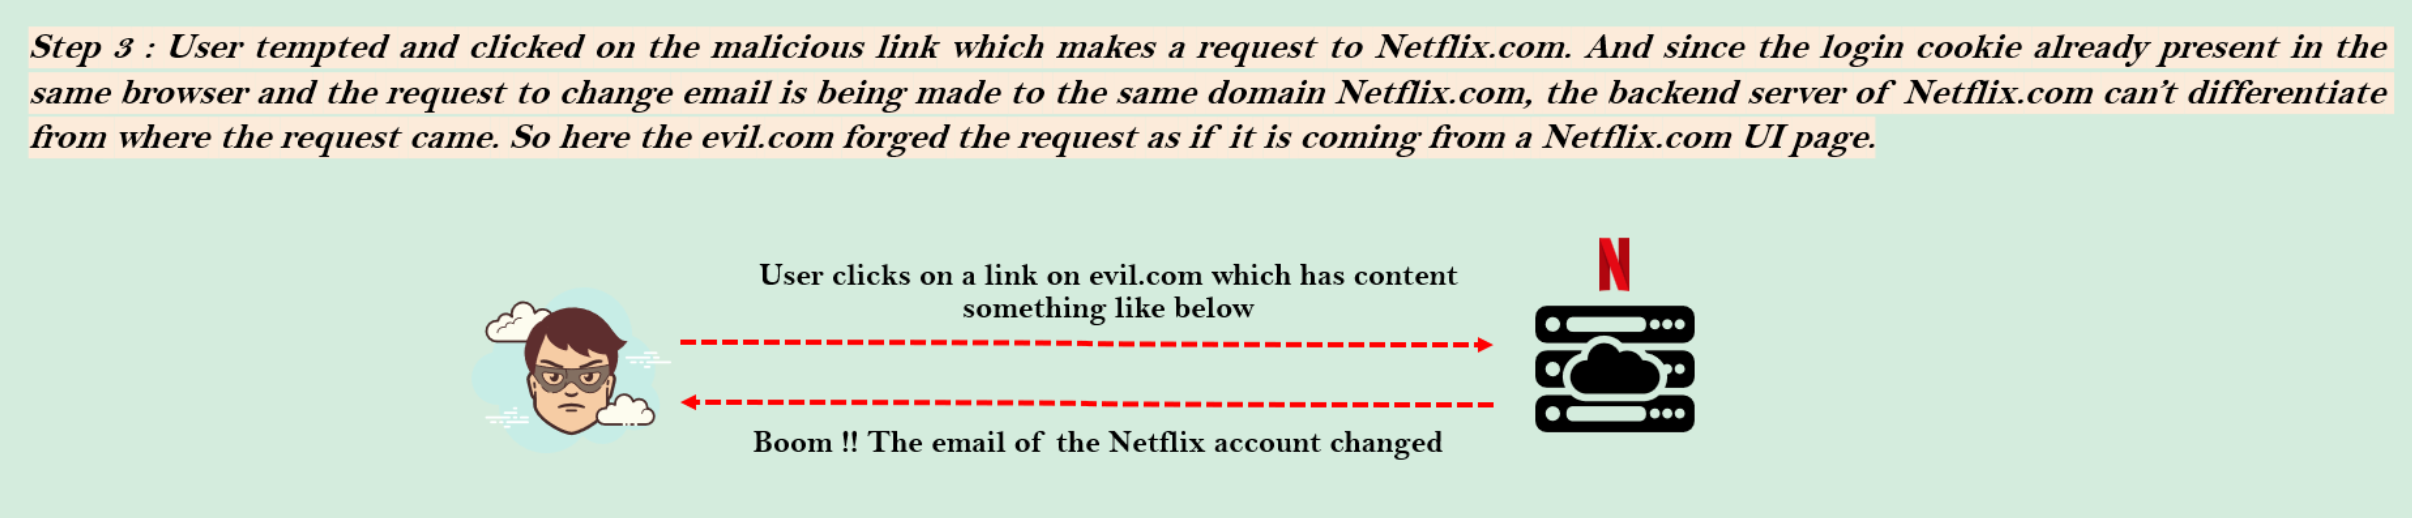 Step 3 : User tempted and clicked on the malicious link which makes a request to Netflix.com. And since the login cookie already present in the
same browser and the request to change email is being made to the same domain Netflix.com, the backend server of Netflix.com can't differentiate
from where the request came. So here the evil.com forged the request as if it is coming from a Netflix.com UI page.
N
User clicks on a link on evil.com which has content
something like below
Boom !! The email of the Netflix account changed